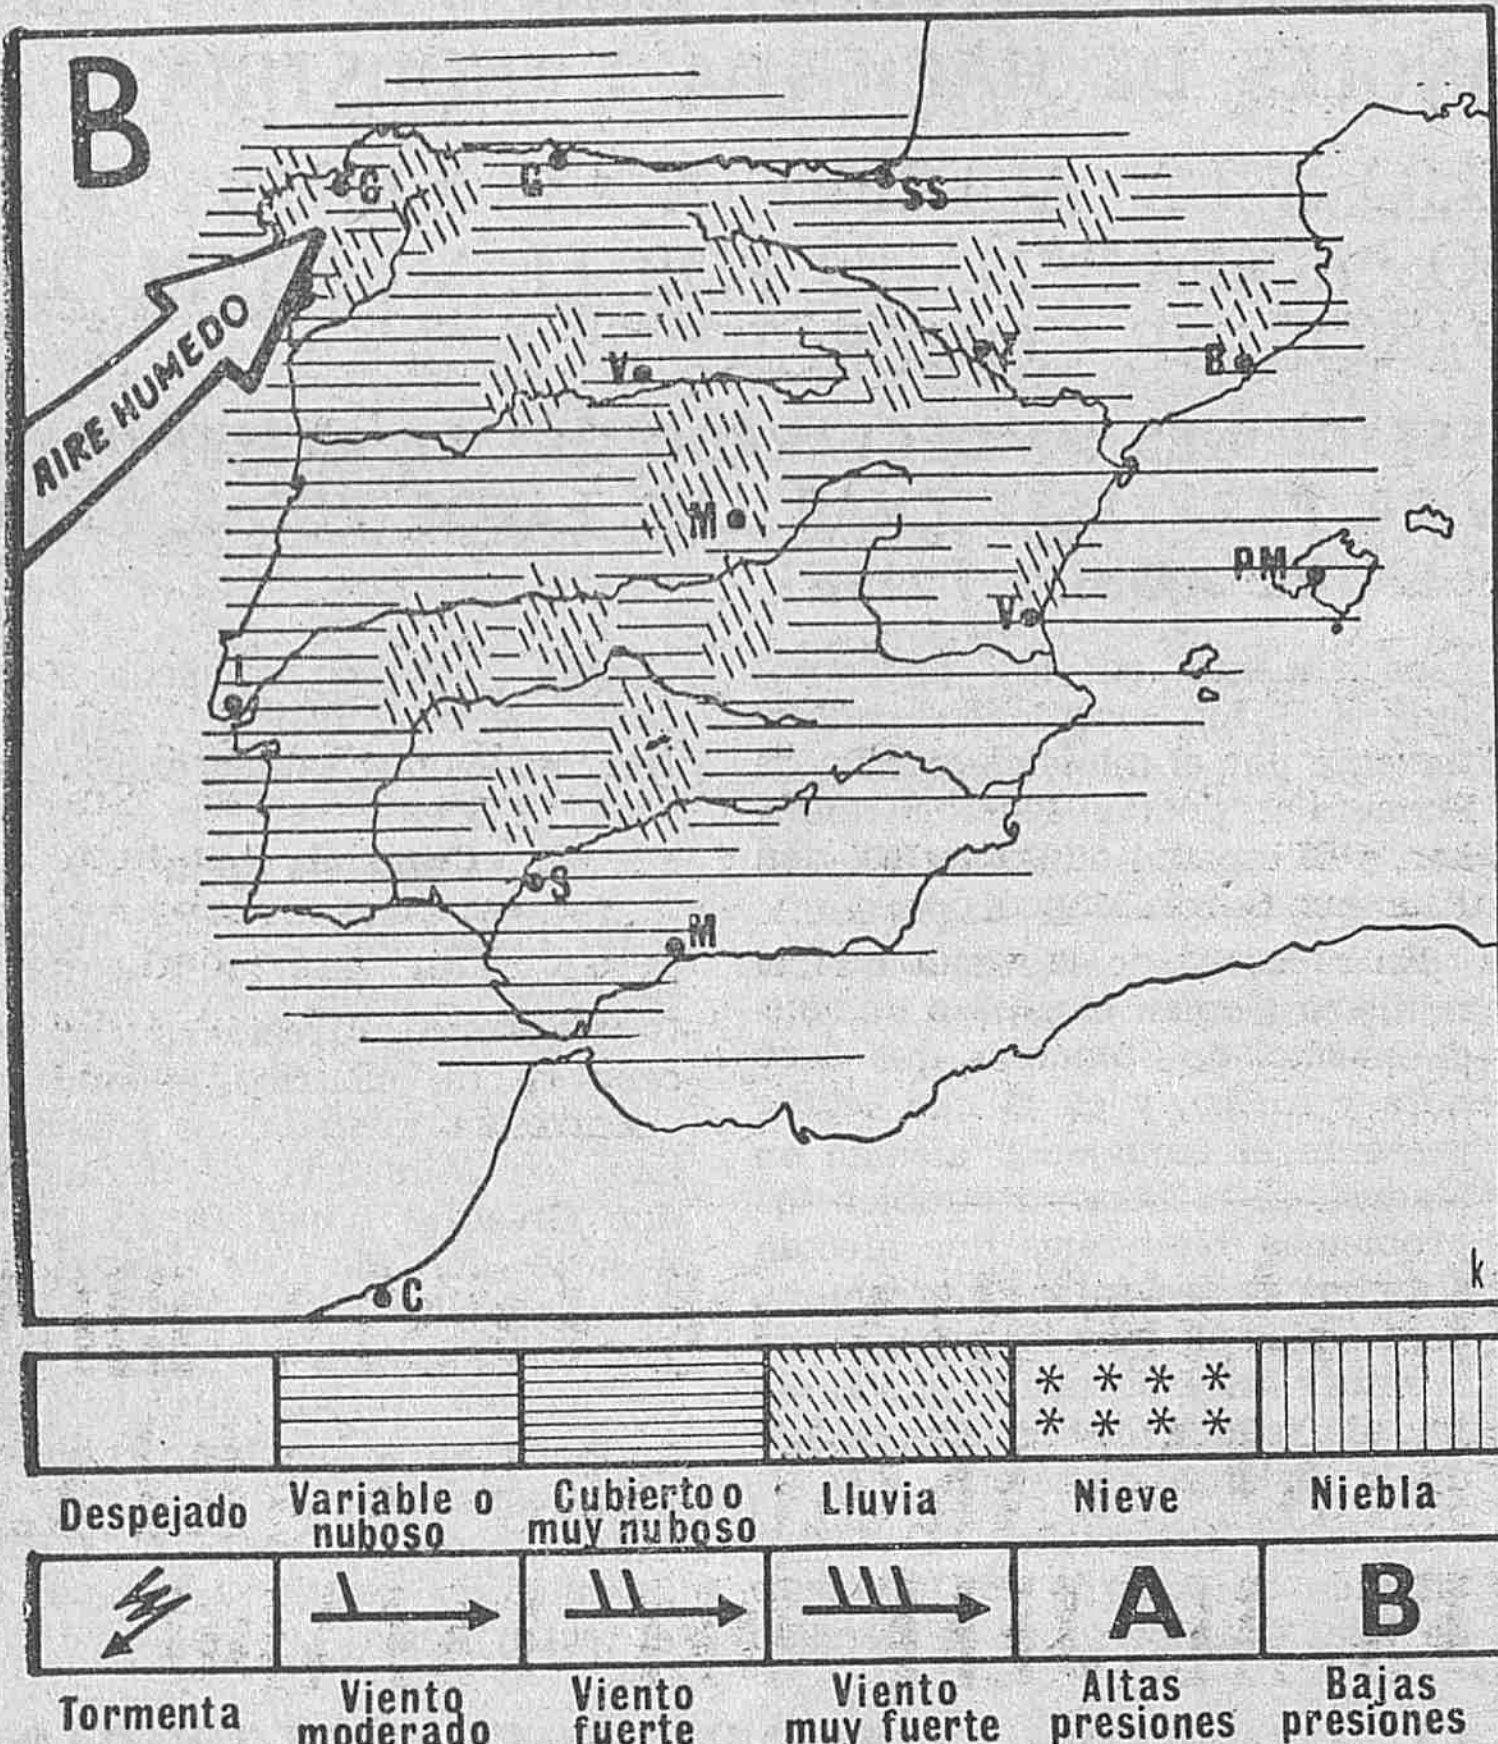 B
G
G
SS
AIRE HUMEDO
V
Z
B
M
PM
V
L
S
M
C
k
Despejado
Variable o
nuboso
Cubierto o
muy nuboso
Lluvia
Nieve
Niebla
A
B
Tormenta
Viento
moderado
Viento
fuerte
Viento
muy fuerte
Altas
presiones
Bajas
presiones